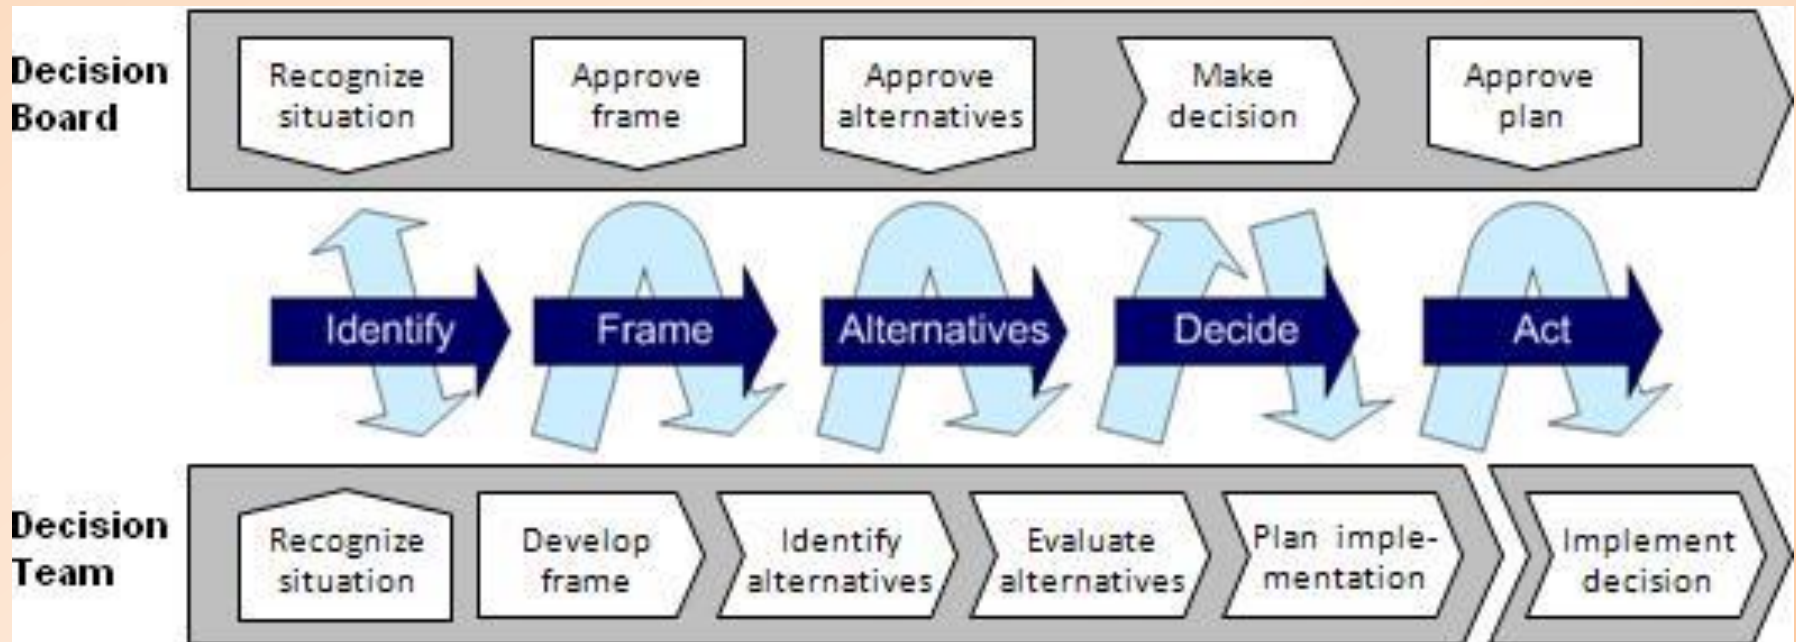 Decision
Board
Recognize
situation
Approve
frame
Approve
alternatives
Make
decision
Approve
plan
Identify
Frame
Alternatives
Decide
Act
Decision
Team
Recognize
situation
Develop
frame
Identify
alternatives
Evaluate
alternatives
Plan imple-
mentation
Implement
decision